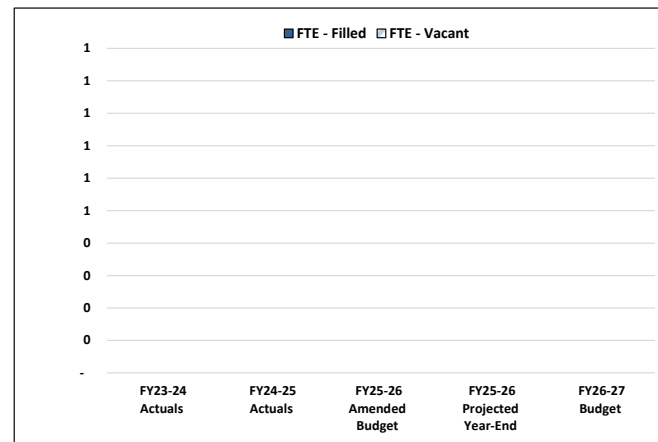 FTE - Filled FTE - Vacant
1
1
1
1
1
1
0
0
0
0
-
FY23-24 FY24-25 FY25-26 FY25-26 FY26-27
Actuals Actuals Amended Projected Budget
Budget Year-End